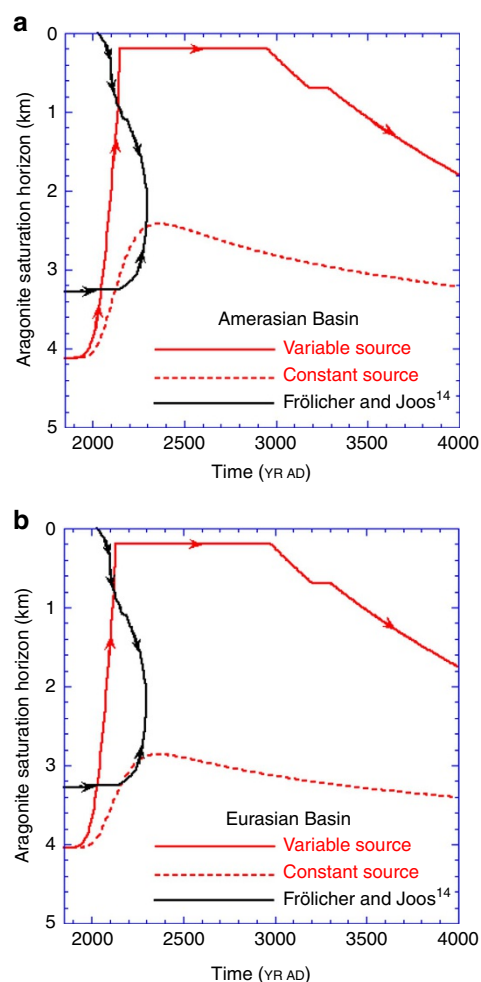 a
0
1
2
3
4
5
Aragonite saturation horizon (km)
Amerasian Basin
Variable source
Constant source
Frölicher and Joos14
2000 2500 3000 3500 4000
Time (YR AD)
b
0
1
2
3
4
5
Aragonite saturation horizon (km)
Eurasian Basin
Variable source
Constant source
Frölicher and Joos14
2000 2500 3000 3500 4000
Time (YR AD)